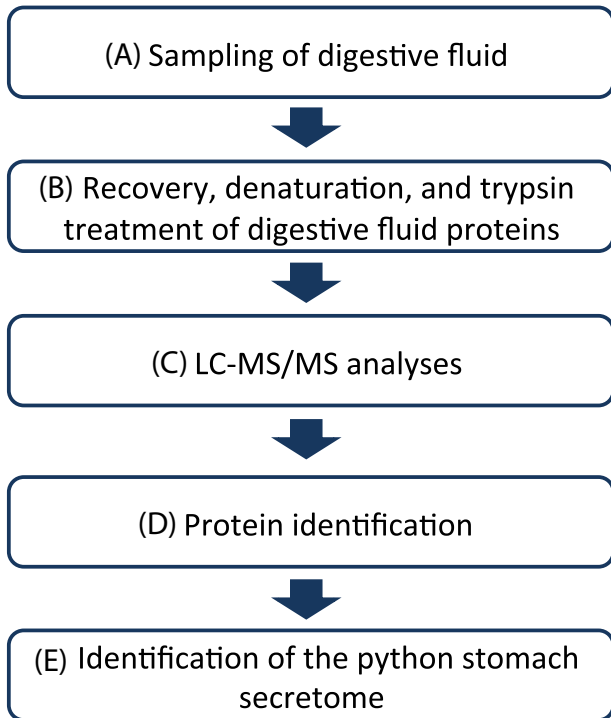 (A) Sampling of digestive fluid
(B) Recovery, denaturation, and trypsin
treatment of digestive fluid proteins
(C) LC-MS/MS analyses
(D) Protein identification
(E) Identification of the python stomach
secretome